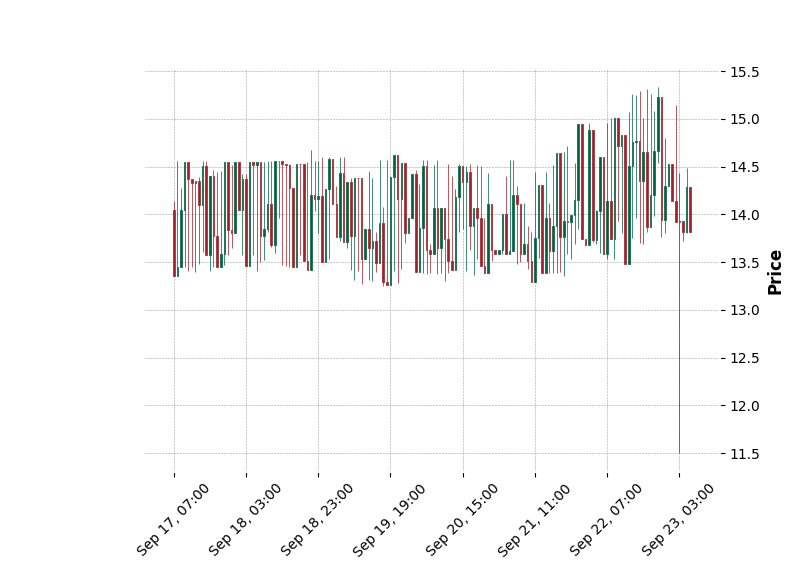 15.5
15.0
14.5
14.0
13.5
13.0
12.5
12.0
11.5
Price
Sep 17, 07:00
Sep 18, 03:00
Sep 18, 23:00
Sep 19, 19:00
Sep 20, 15:00
Sep 21, 11:00
Sep 22, 07:00
Sep 23, 03:00